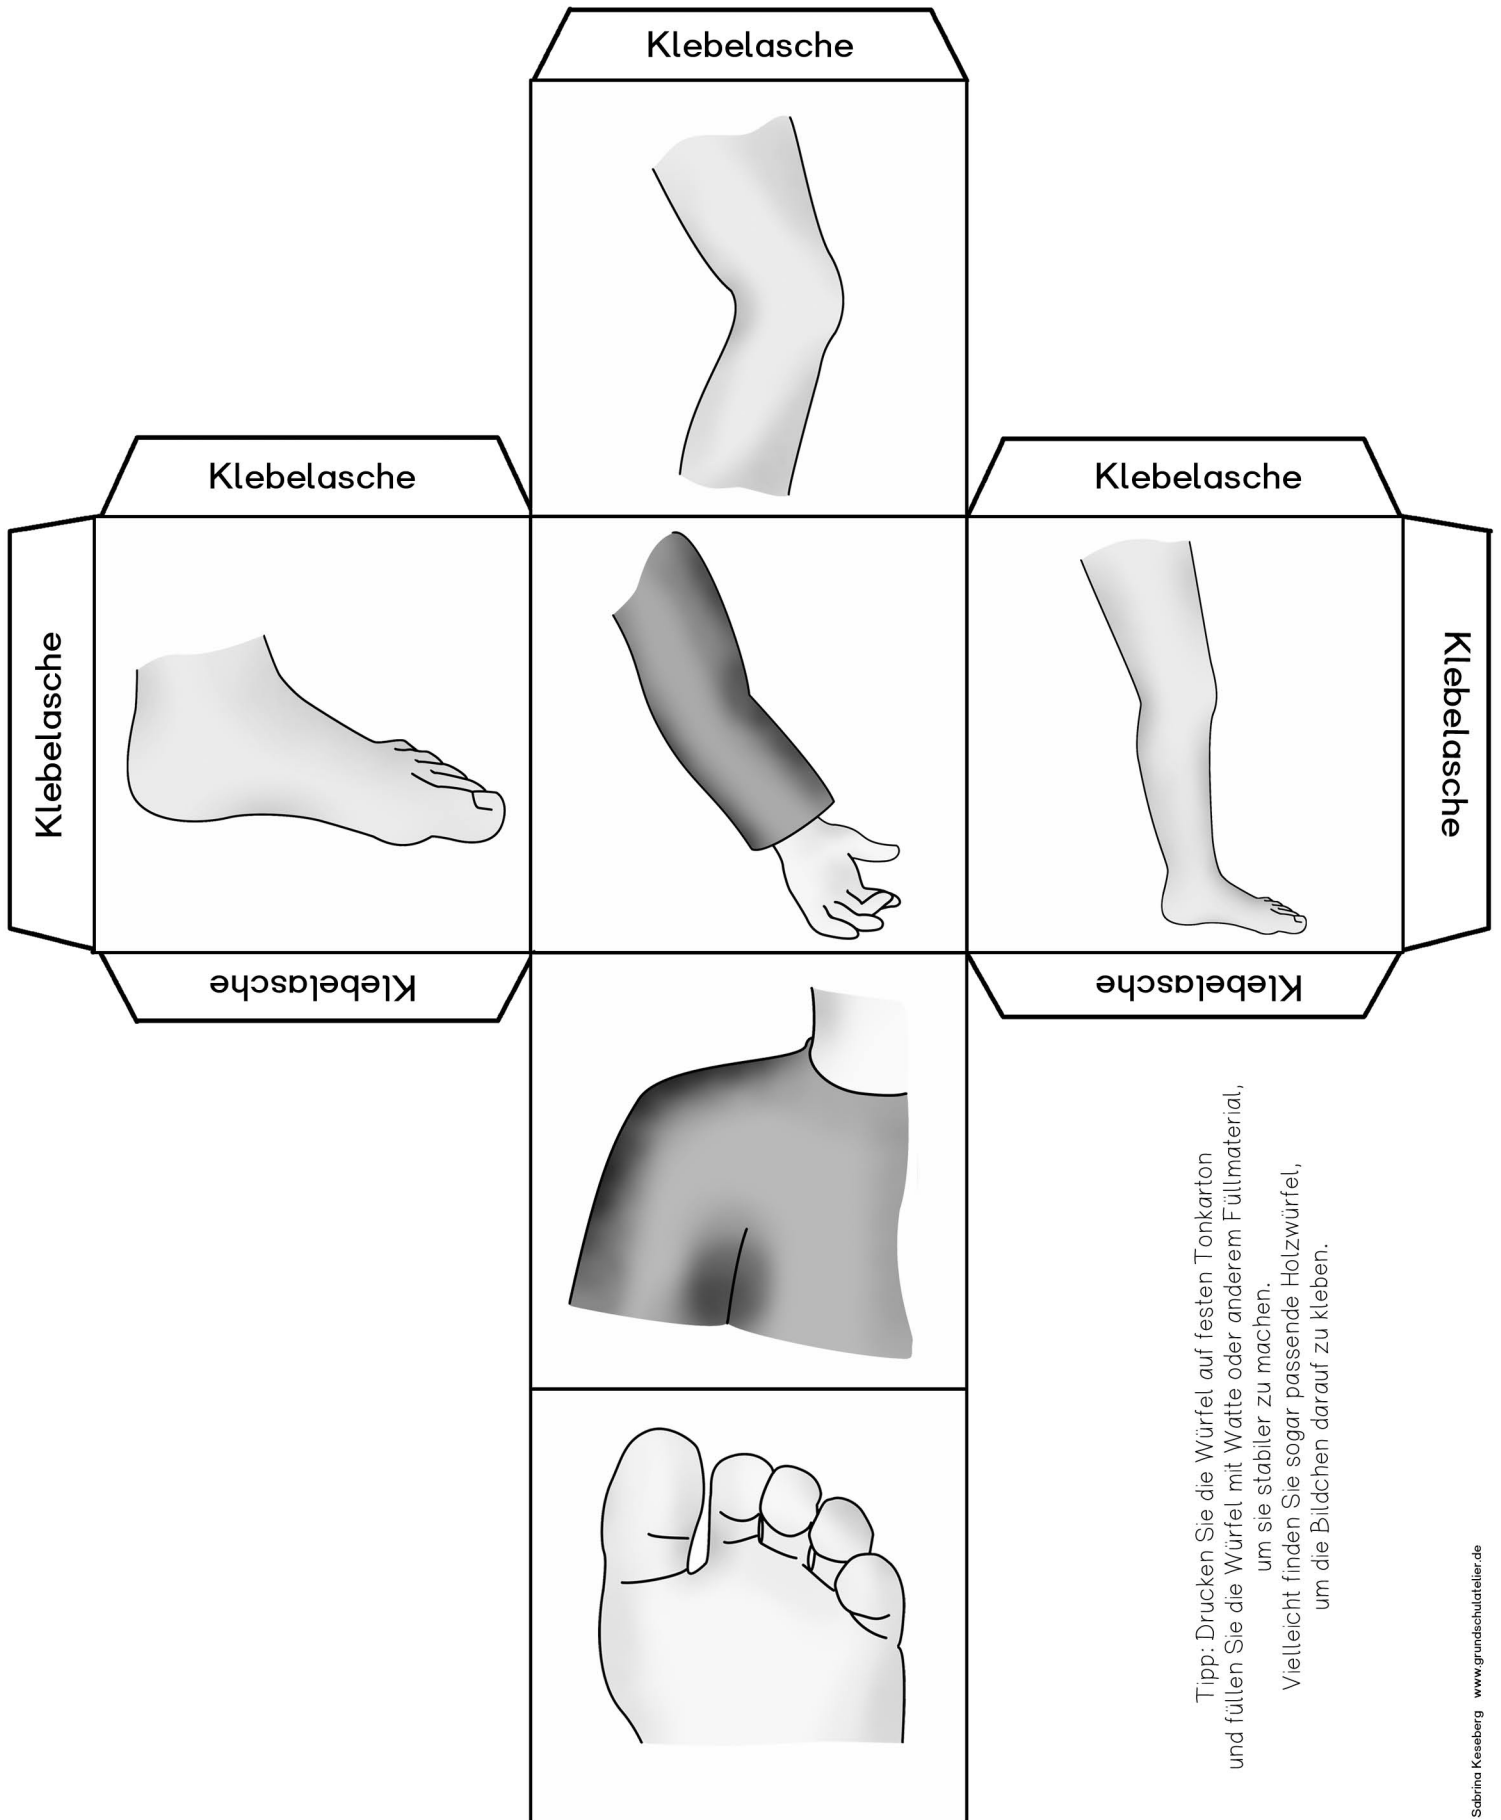 Klebelasche
Klebelasche
Klebelasche
Klebelasche
Klebelasche
Klebelasche
Klebelasche
Tipp: Drucken Sie die Würfel auf festen Tonkarton
und füllen Sie die Würfel mit Watte oder anderem Füllmaterial,
um sie stabiler zu machen.
Vielleicht finden Sie sogar passende Holzwürfel,
um die Bildchen darauf zu kleben.
Sabrina Keseberg www.grundschulatelier.de